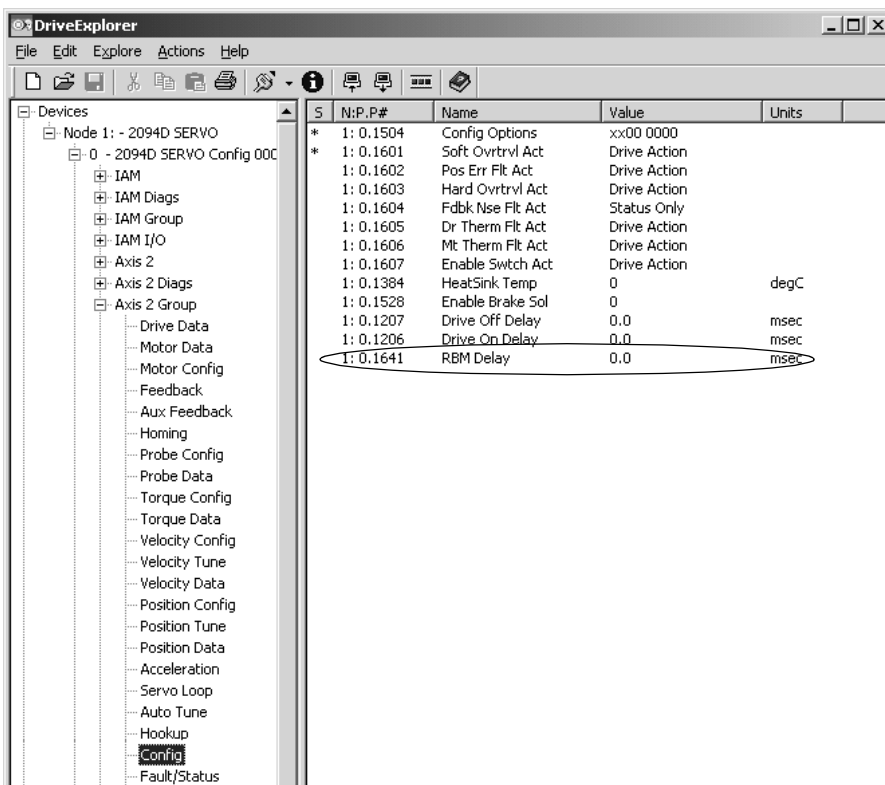 DriveExplorer
File Edit Explore Actions Help
Devices
Node 1: - 2094D SERVO
0 - 2094D SERVO Config 000
IAM
IAM Diags
IAM Group
IAM I/O
Axis 2
Axis 2 Diags
Axis 2 Group
Drive Data
Motor Data
Motor Config
Feedback
Aux Feedback
Homing
Probe Config
Probe Data
Torque Config
Torque Data
Velocity Config
Velocity Tune
Velocity Data
Position Config
Position Tune
Position Data
Acceleration
Servo Loop
Auto Tune
Hookup
Config
Fault/Status
S N:P.P# Name Value Units
* 1: 0.1504 Config Options xx00 0000
* 1: 0.1601 Soft Ovrtrvl Act Drive Action
1: 0.1602 Pos Err Flt Act Drive Action
1: 0.1603 Hard Ovrtrvl Act Drive Action
1: 0.1604 Fdbk Nse Flt Act Status Only
1: 0.1605 Dr Therm Flt Act Drive Action
1: 0.1606 Mt Therm Flt Act Drive Action
1: 0.1607 Enable Swtch Act Drive Action
1: 0.1384 HeatSink Temp 0 degC
1: 0.1528 Enable Brake Sol 0
1: 0.1207 Drive Off Delay 0.0 msec
1: 0.1206 Drive On Delay 0.0 msec
1: 0.1641 RBM Delay 0.0 msec